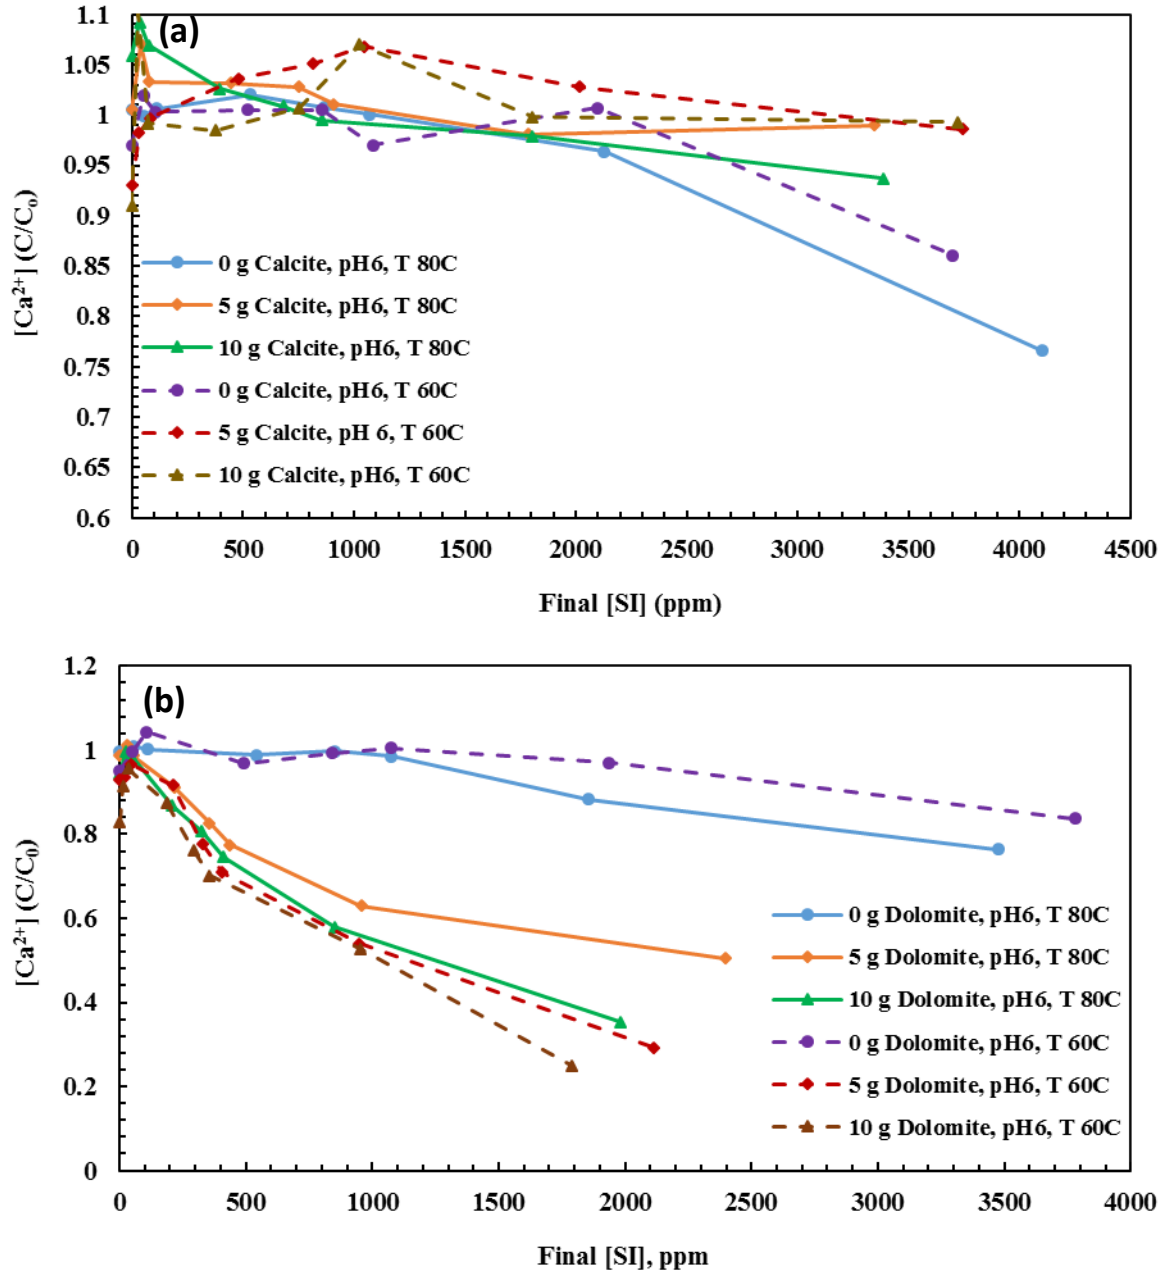 (a)
1.1
1.05
1
0.95
0.9
0.85
0.8
0.75
0.7
0.65
0.6
[Ca²⁺] (C/Cₒ)
0 g Calcite, pH6, T 80C
5 g Calcite, pH6, T 80C
10 g Calcite, pH6, T 80C
0 g Calcite, pH6, T 60C
5 g Calcite, pH 6, T 60C
10 g Calcite, pH6, T 60C
0 500 1000 1500 2000 2500 3000 3500 4000 4500
Final [SI] (ppm)
(b)
1.2
1
0.8
0.6
0.4
0.2
0
[Ca²⁺] (C/C₀)
0 g Dolomite, pH6, T 80C
5 g Dolomite, pH6, T 80C
10 g Dolomite, pH6, T 80C
0 g Dolomite, pH6, T 60C
5 g Dolomite, pH6, T 60C
10 g Dolomite, pH6, T 60C
0 500 1000 1500 2000 2500 3000 3500 4000
Final [SI], ppm